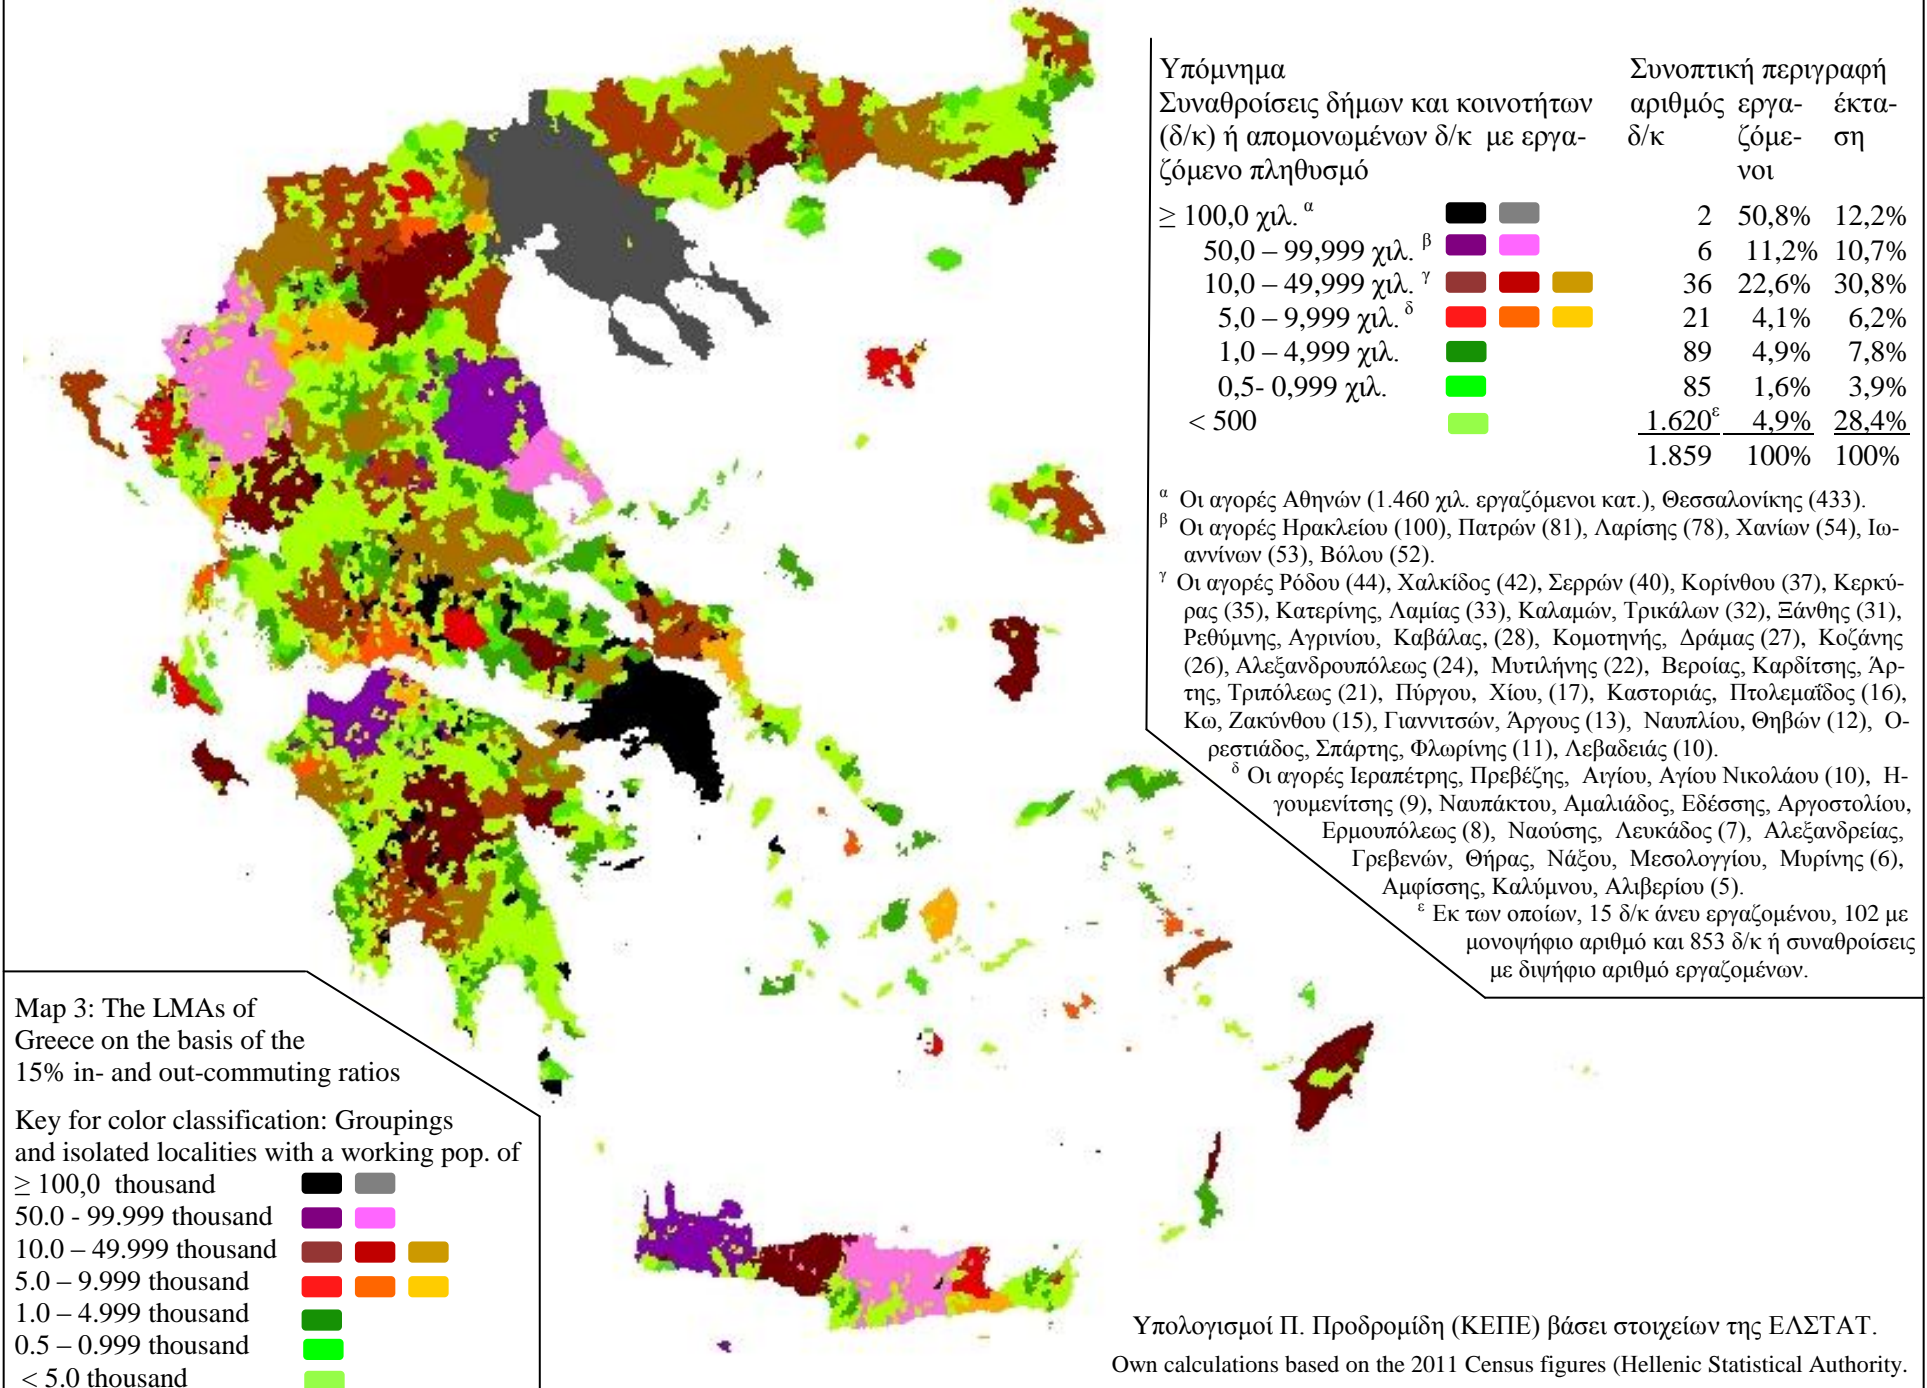 Υπόμνημα
Συναθροίσεις δήμων και κοινοτήτων
(δ/κ) ή απομονωμένων δ/κ με εργα-
ζόμενο πληθυσμό
Συνοπτική περιγραφή
αριθμός εργα- έκτα-
δ/κ ζόμε- ση
νοι
≥ 100,0 χιλ. α 2 50,8% 12,2%
50,0 – 99,999 χιλ. β 6 11,2% 10,7%
10,0 – 49,999 χιλ. γ 36 22,6% 30,8%
5,0 – 9,999 χιλ. δ 21 4,1% 6,2%
1,0 – 4,999 χιλ. 89 4,9% 7,8%
0,5- 0,999 χιλ. 85 1,6% 3,9%
< 500 1.620ε 4,9% 28,4%
1.859 100% 100%
α Οι αγορές Αθηνών (1.460 χιλ. εργαζόμενοι κατ.), Θεσσαλονίκης (433).
β Οι αγορές Ηρακλείου (100), Πατρών (81), Λαρίσης (78), Χανίων (54), Ιω-
αννίνων (53), Βόλου (52).
γ Οι αγορές Ρόδου (44), Χαλκίδος (42), Σερρών (40), Κορίνθου (37), Κερκύ-
ρας (35), Κατερίνης, Λαμίας (33), Καλαμών, Τρικάλων (32), Ξάνθης (31),
Ρεθύμνης, Αγρινίου, Καβάλας, (28), Κομοτηνής, Δράμας (27), Κοζάνης
(26), Αλεξανδρουπόλεως (24), Μυτιλήνης (22), Βεροίας, Καρδίτσης, Άρ-
της, Τριπόλεως (21), Πύργου, Χίου, (17), Καστοριάς, Πτολεμαΐδος (16),
Κω, Ζακύνθου (15), Γιαννιτσών, Άργους (13), Ναυπλίου, Θηβών (12), Ο-
ρεστιάδος, Σπάρτης, Φλωρίνης (11), Λεβαδειάς (10).
δ Οι αγορές Ιεραπέτρης, Πρεβέζης, Αιγίου, Αγίου Νικολάου (10), Η-
γουμενίτσης (9), Ναυπάκτου, Αμαλιάδος, Εδέσσης, Αργοστολίου,
Ερμουπόλεως (8), Ναούσης, Λευκάδος (7), Αλεξανδρείας,
Γρεβενών, Θήρας, Νάξου, Μεσολογγίου, Μυρίνης (6),
Αμφίσσης, Καλύμνου, Αλιβερίου (5).
ε Εκ των οποίων, 15 δ/κ άνευ εργαζομένου, 102 με
μονοψήφιο αριθμό και 853 δ/κ ή συναθροίσεις
με διψήφιο αριθμό εργαζομένων.
Map 3: The LMAs of
Greece on the basis of the
15% in- and out-commuting ratios
Key for color classification: Groupings
and isolated localities with a working pop. of
≥ 100,0 thousand
50.0 - 99.999 thousand
10.0 – 49.999 thousand
5.0 – 9.999 thousand
1.0 – 4.999 thousand
0.5 – 0.999 thousand
< 5.0 thousand
Υπολογισμοί Π. Προδρομίδη (ΚΕΠΕ) βάσει στοιχείων της ΕΛΣΤΑΤ.
Own calculations based on the 2011 Census figures (Hellenic Statistical Authority.